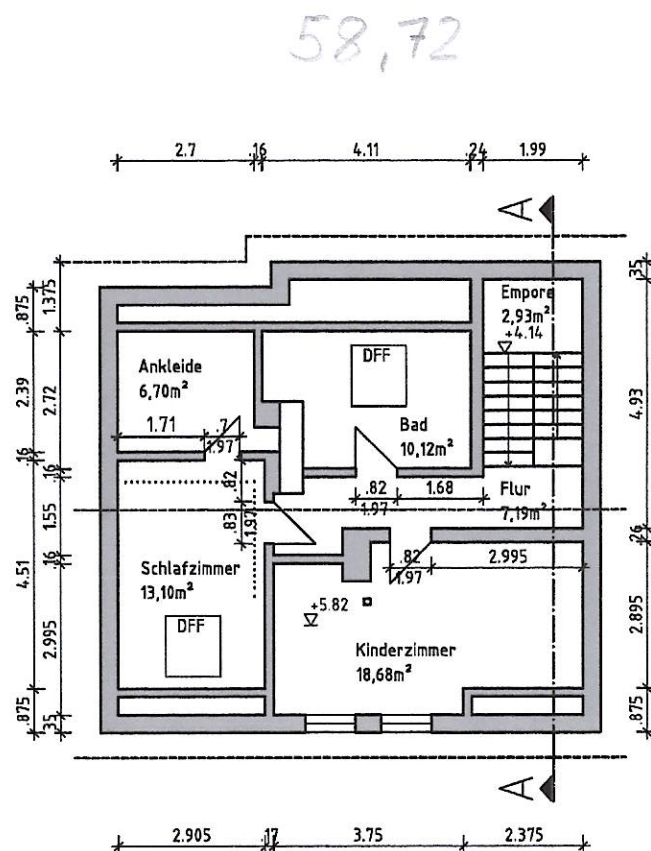 58,72
2.7 .16 4.11 .24 1.99
A
.875
1.375
.35
Empore
2,93m²
+4.14
Ankleide
6,70m²
DFF
Bad
10,12m²
2.39
2.72
4.93
1.71 .7
1.97
.16
.16
.82
.82
1.97
1.68
Flur
7,19m²
1.55
.83
1.97
.26
4.51
.16
Schlafzimmer
13,10m²
.82
1.97
2.995
+5.82
DFF
Kinderzimmer
18,68m²
2.995
2.895
.875
.35
.875
A
2.905 .17 3.75 2.375